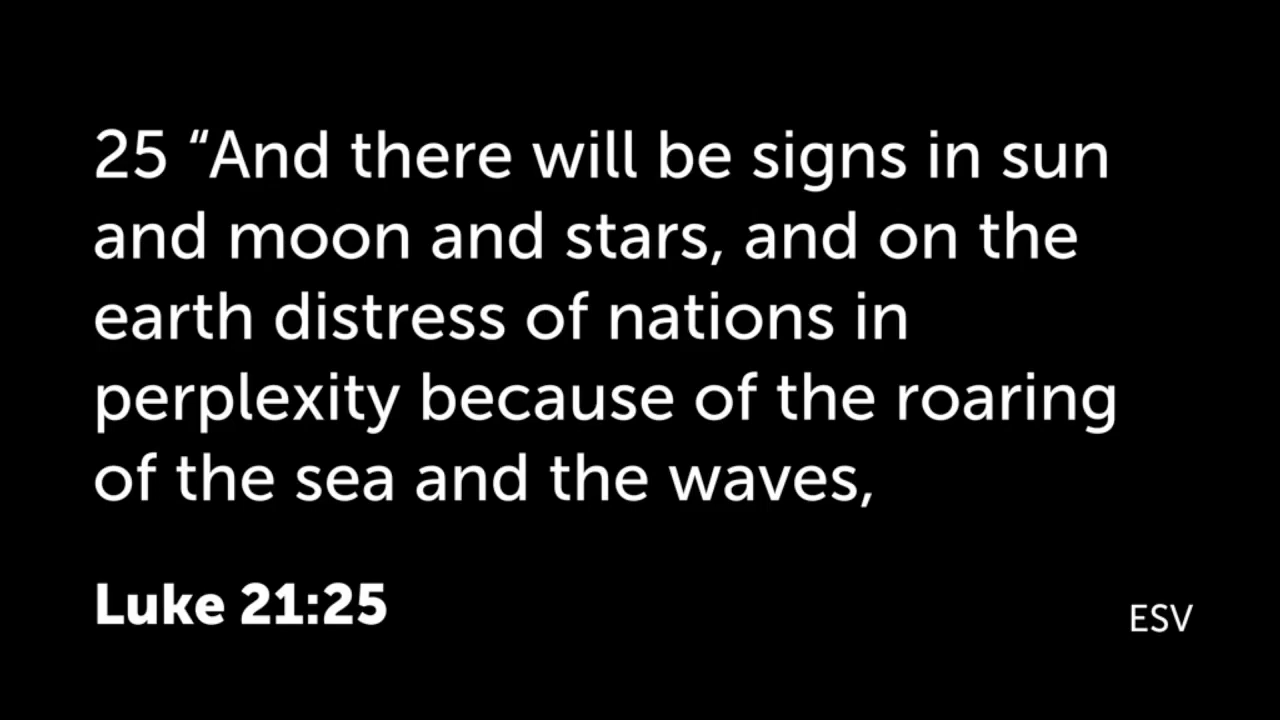 25 “And there will be signs in sun
and moon and stars, and on the
earth distress of nations in
perplexity because of the roaring
of the sea and the waves,
Luke 21:25
ESV